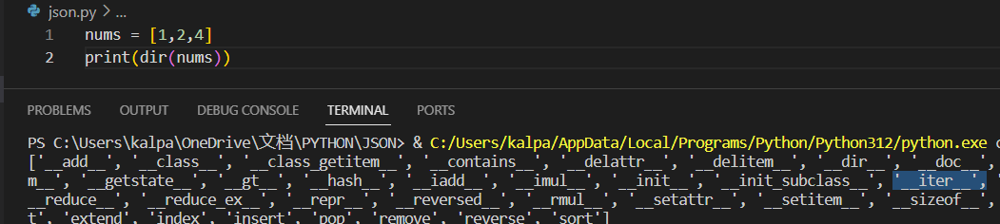 json.py > ...
1 nums = [1,2,4]
2 print(dir(nums))
PROBLEMS OUTPUT DEBUG CONSOLE TERMINAL PORTS
PS C:\Users\kalpa\OneDrive\文档\PYTHON\JSON> & C:/Users/kalpa/AppData/Local/Programs/Python/Python312/python.exe c
['__add__', '__class__', '__class_getitem__', '__contains__', '__delattr__', '__delitem__', '__dir__', '__doc__',
m__', '__getstate__', '__gt__', '__hash__', '__iadd__', '__imul__', '__init__', '__init_subclass__', '__iter__',
__reduce__', '__reduce_ex__', '__repr__', '__reversed__', '__rmul__', '__setattr__', '__setitem__', '__sizeof__',
t', 'extend', 'index', 'insert', 'pop', 'remove', 'reverse', 'sort']